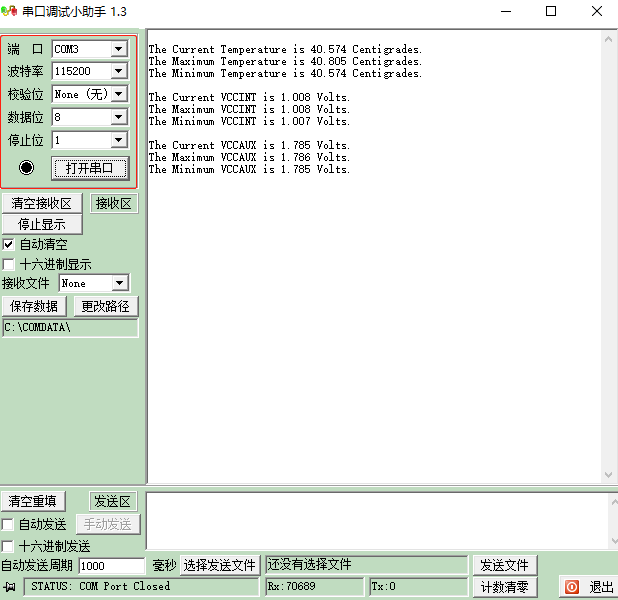 串口调试小助手 1.3
端 口 COM3
波特率 115200
校验位 None (无)
数据位 8
停止位 1
打开串口
清空接收区 接收区
停止显示
自动清空
十六进制显示
接收文件 None
保存数据 更改路径
C:\COMDATA\
The Current Temperature is 40.574 Centigrades.
The Maximum Temperature is 40.805 Centigrades.
The Minimum Temperature is 40.574 Centigrades.
The Current VCCINT is 1.008 Volts.
The Maximum VCCINT is 1.008 Volts.
The Minimum VCCINT is 1.007 Volts.
The Current VCCAUX is 1.785 Volts.
The Maximum VCCAUX is 1.786 Volts.
The Minimum VCCAUX is 1.785 Volts.
清空重填 发送区
自动发送 手动发送
十六进制发送
自动发送周期 1000 毫秒 选择发送文件 还没有选择文件 发送文件
STATUS: COM Port Closed Rx:70689 Tx:0 计数清零 退出